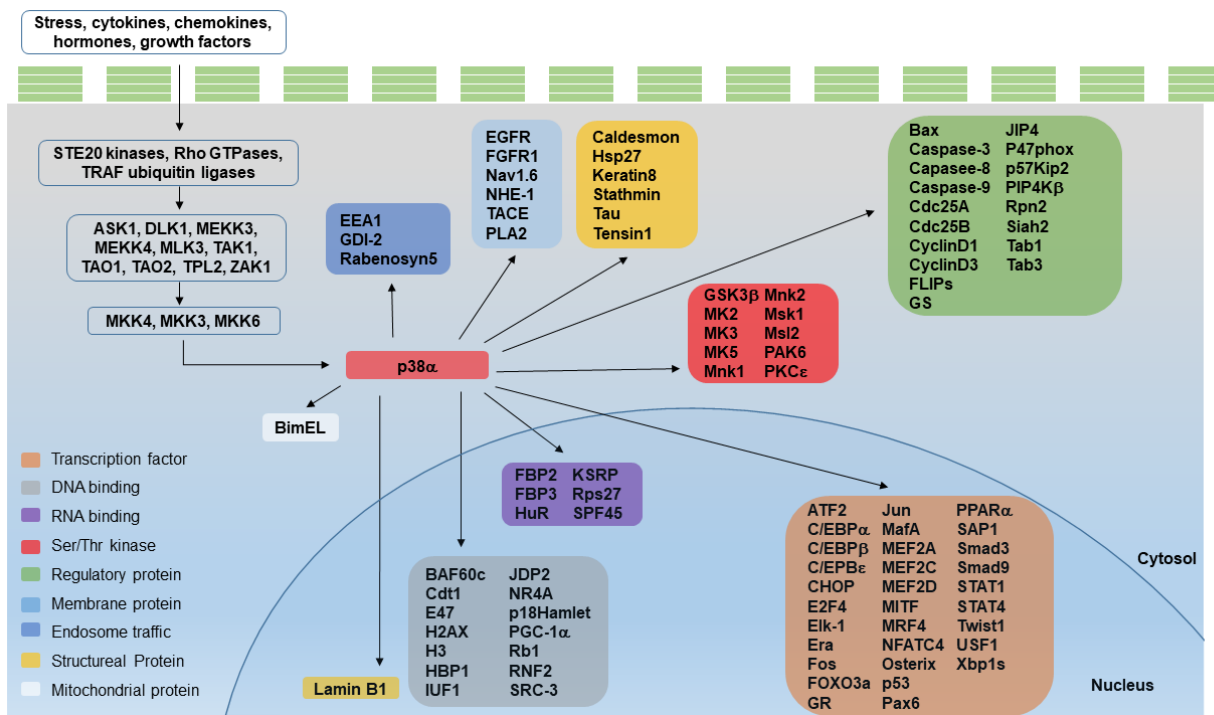 Stress, cytokines, chemokines,
hormones, growth factors
STE20 kinases, Rho GTPases,
TRAF ubiquitin ligases
ASK1, DLK1, MEKK3,
MEKK4, MLK3, TAK1,
TAO1, TAO2, TPL2, ZAK1
MKK4, MKK3, MKK6
p38α
BimEL
EEA1
GDI-2
Rabenosyn5
EGFR
FGFR1
Nav1.6
NHE-1
TACE
PLA2
Caldesmon
Hsp27
Keratin8
Stathmin
Tau
Tensin1
Bax JIP4
Caspase-3 P47phox
Capasee-8 p57Kip2
Caspase-9 PIP4Kβ
Cdc25A Rpn2
Cdc25B Siah2
CyclinD1 Tab1
CyclinD3 Tab3
FLIPs
GS
GSK3β Mnk2
MK2 Msk1
MK3 Msl2
MK5 PAK6
Mnk1 PKCε
FBP2 KSRP
FBP3 Rps27
HuR SPF45
BAF60c JDP2
Cdt1 NR4A
E47 p18Hamlet
H2AX PGC-1α
H3 Rb1
HBP1 RNF2
IUF1 SRC-3
Lamin B1
ATF2 Jun PPARα
C/EBPα MafA SAP1
C/EBPβ MEF2A Smad3
C/EPBε MEF2C Smad9
CHOP MEF2D STAT1
E2F4 MITF STAT4
Elk-1 MRF4 Twist1
Era NFATC4 USF1
Fos Osterix Xbp1s
FOXO3a p53
GR Pax6
Cytosol
Nucleus
Transcription factor
DNA binding
RNA binding
Ser/Thr kinase
Regulatory protein
Membrane protein
Endosome traffic
Structureal Protein
Mitochondrial protein